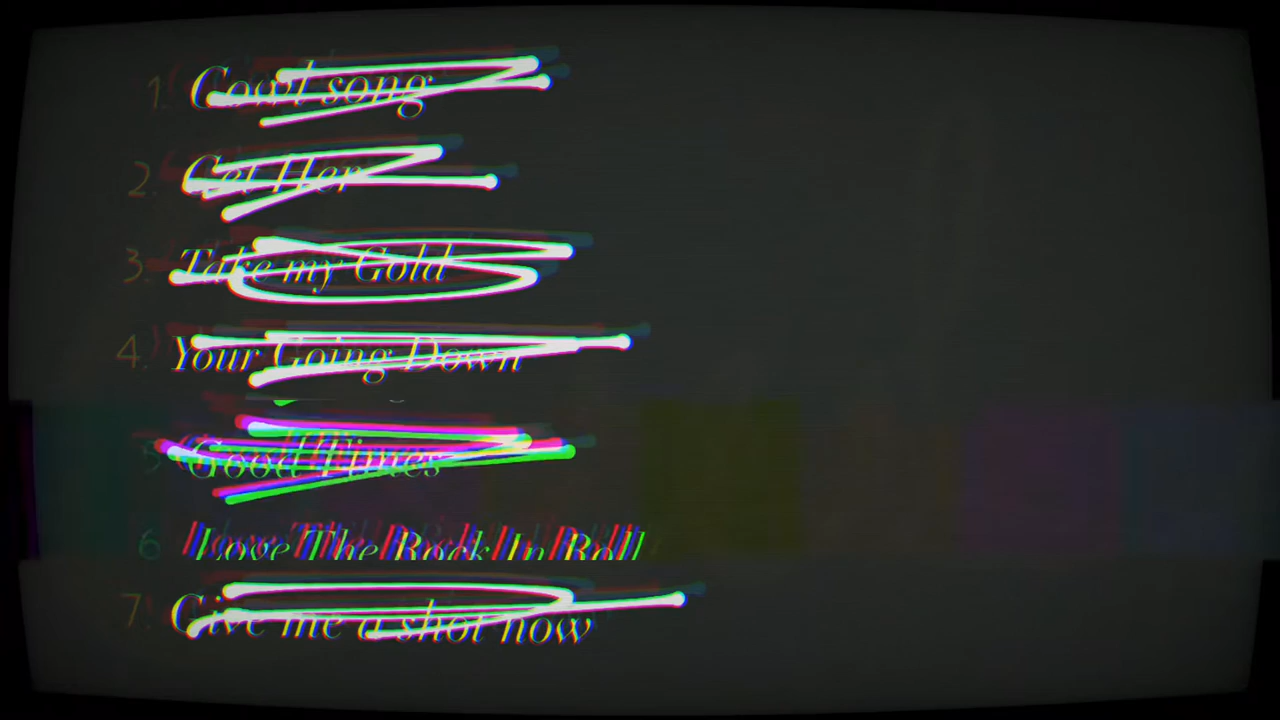 1. Cowl song
2. Get Her
3. Take my Gold
4. Your Going Down
5 Good Times
6 Love The Rock In Roll
7. Give me a shot now